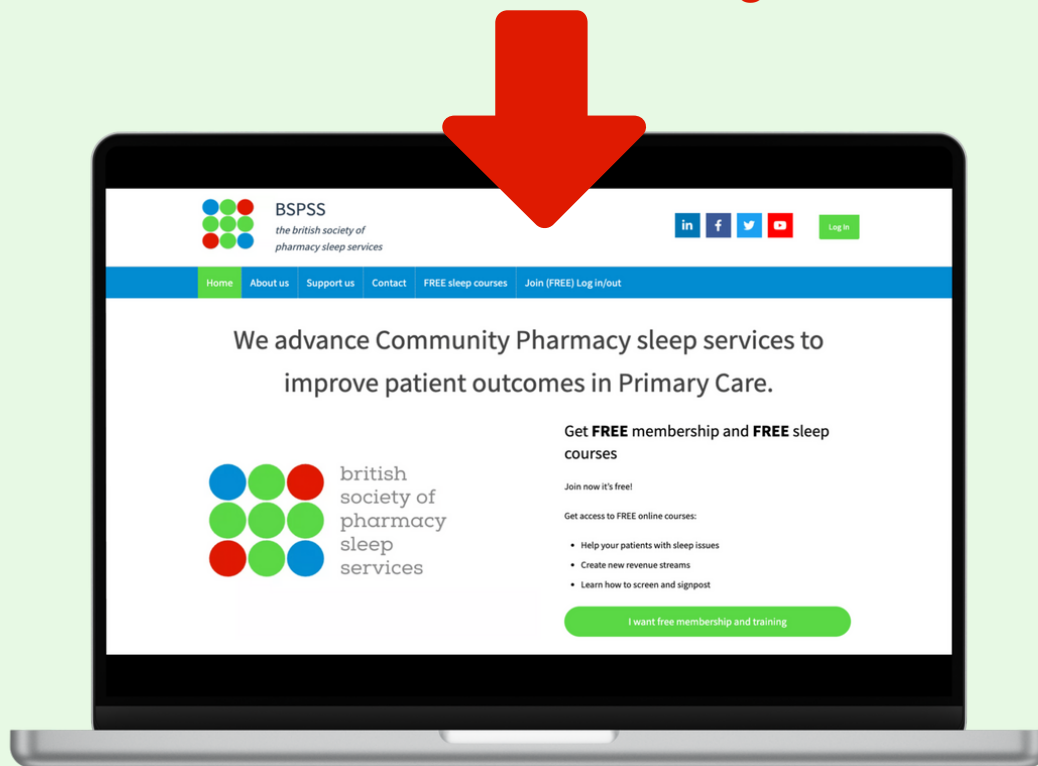 BSPSS
the british society of
pharmacy sleep services
in
f
Log in
Home About us Support us Contact FREE sleep courses Join (FREE) Log in/out
We advance Community Pharmacy sleep services to
improve patient outcomes in Primary Care.
british
society of
pharmacy
sleep
services
Get FREE membership and FREE sleep
courses
Join now it's free!
Get access to FREE online courses:
• Help your patients with sleep issues
• Create new revenue streams
• Learn how to screen and signpost
I want free membership and training